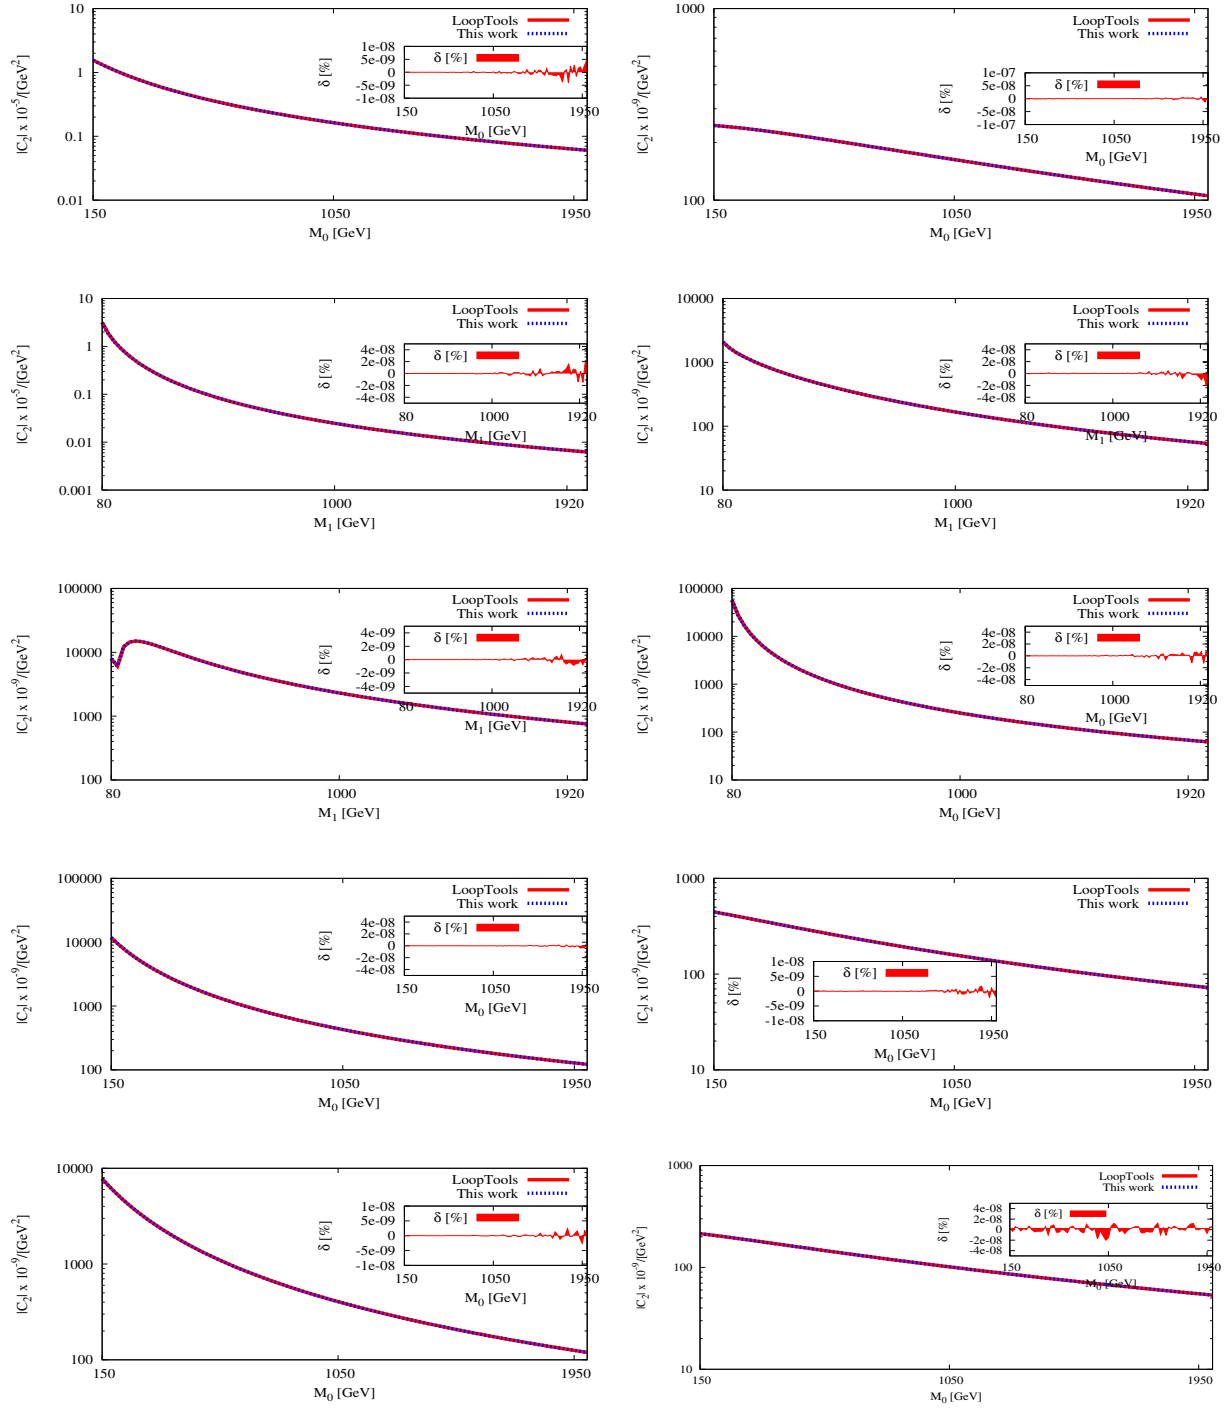 10
1
0.1
0.01
150
1050
1950
M0 [GeV]
|C2| x 10^-5/[GeV^2]
LoopTools
This work
δ [%]
δ [%]
1e-08
5e-09
0
-5e-09
-1e-08
150
1050
1950
M0 [GeV]
1000
100
150
1050
1950
M0 [GeV]
|C2| x 10^-9/[GeV^2]
LoopTools
This work
δ [%]
δ [%]
1e-07
5e-08
0
-5e-08
-1e-07
150
1050
1950
M0 [GeV]
10
1
0.1
0.01
0.001
80
1000
1920
M1 [GeV]
|C2| x 10^-5/[GeV^2]
LoopTools
This work
δ [%]
δ [%]
4e-08
2e-08
0
-2e-08
-4e-08
80
1000
1920
M1 [GeV]
10000
1000
100
10
80
1000
1920
M1 [GeV]
|C2| x 10^-9/[GeV^2]
LoopTools
This work
δ [%]
δ [%]
4e-08
2e-08
0
-2e-08
-4e-08
80
1000
1920
M1 [GeV]
100000
10000
1000
100
80
1000
1920
M1 [GeV]
|C2| x 10^-9/[GeV^2]
LoopTools
This work
δ [%]
δ [%]
4e-09
2e-09
0
-2e-09
-4e-09
80
1000
1920
M1 [GeV]
100000
10000
1000
100
10
80
1000
1920
M0 [GeV]
|C2| x 10^-9/[GeV^2]
LoopTools
This work
δ [%]
δ [%]
4e-08
2e-08
0
-2e-08
-4e-08
80
1000
1920
M0 [GeV]
100000
10000
1000
100
150
1050
1950
M0 [GeV]
|C2| x 10^-9/[GeV^2]
LoopTools
This work
δ [%]
δ [%]
4e-08
2e-08
0
-2e-08
-4e-08
150
1050
1950
M0 [GeV]
1000
100
10
150
1050
1950
M0 [GeV]
|C2| x 10^-9/[GeV^2]
LoopTools
This work
δ [%]
δ [%]
1e-08
5e-09
0
-5e-09
-1e-08
150
1050
1950
M0 [GeV]
10000
1000
100
150
1050
1950
M0 [GeV]
|C2| x 10^-9/[GeV^2]
LoopTools
This work
δ [%]
δ [%]
1e-08
5e-09
0
-5e-09
-1e-08
150
1050
1950
M0 [GeV]
1000
100
10
150
1050
1950
M0 [GeV]
|C2| x 10^-9/[GeV^2]
LoopTools
This work
δ [%]
δ [%]
4e-08
2e-08
0
-2e-08
-4e-08
150
1050
1950
M0 [GeV]